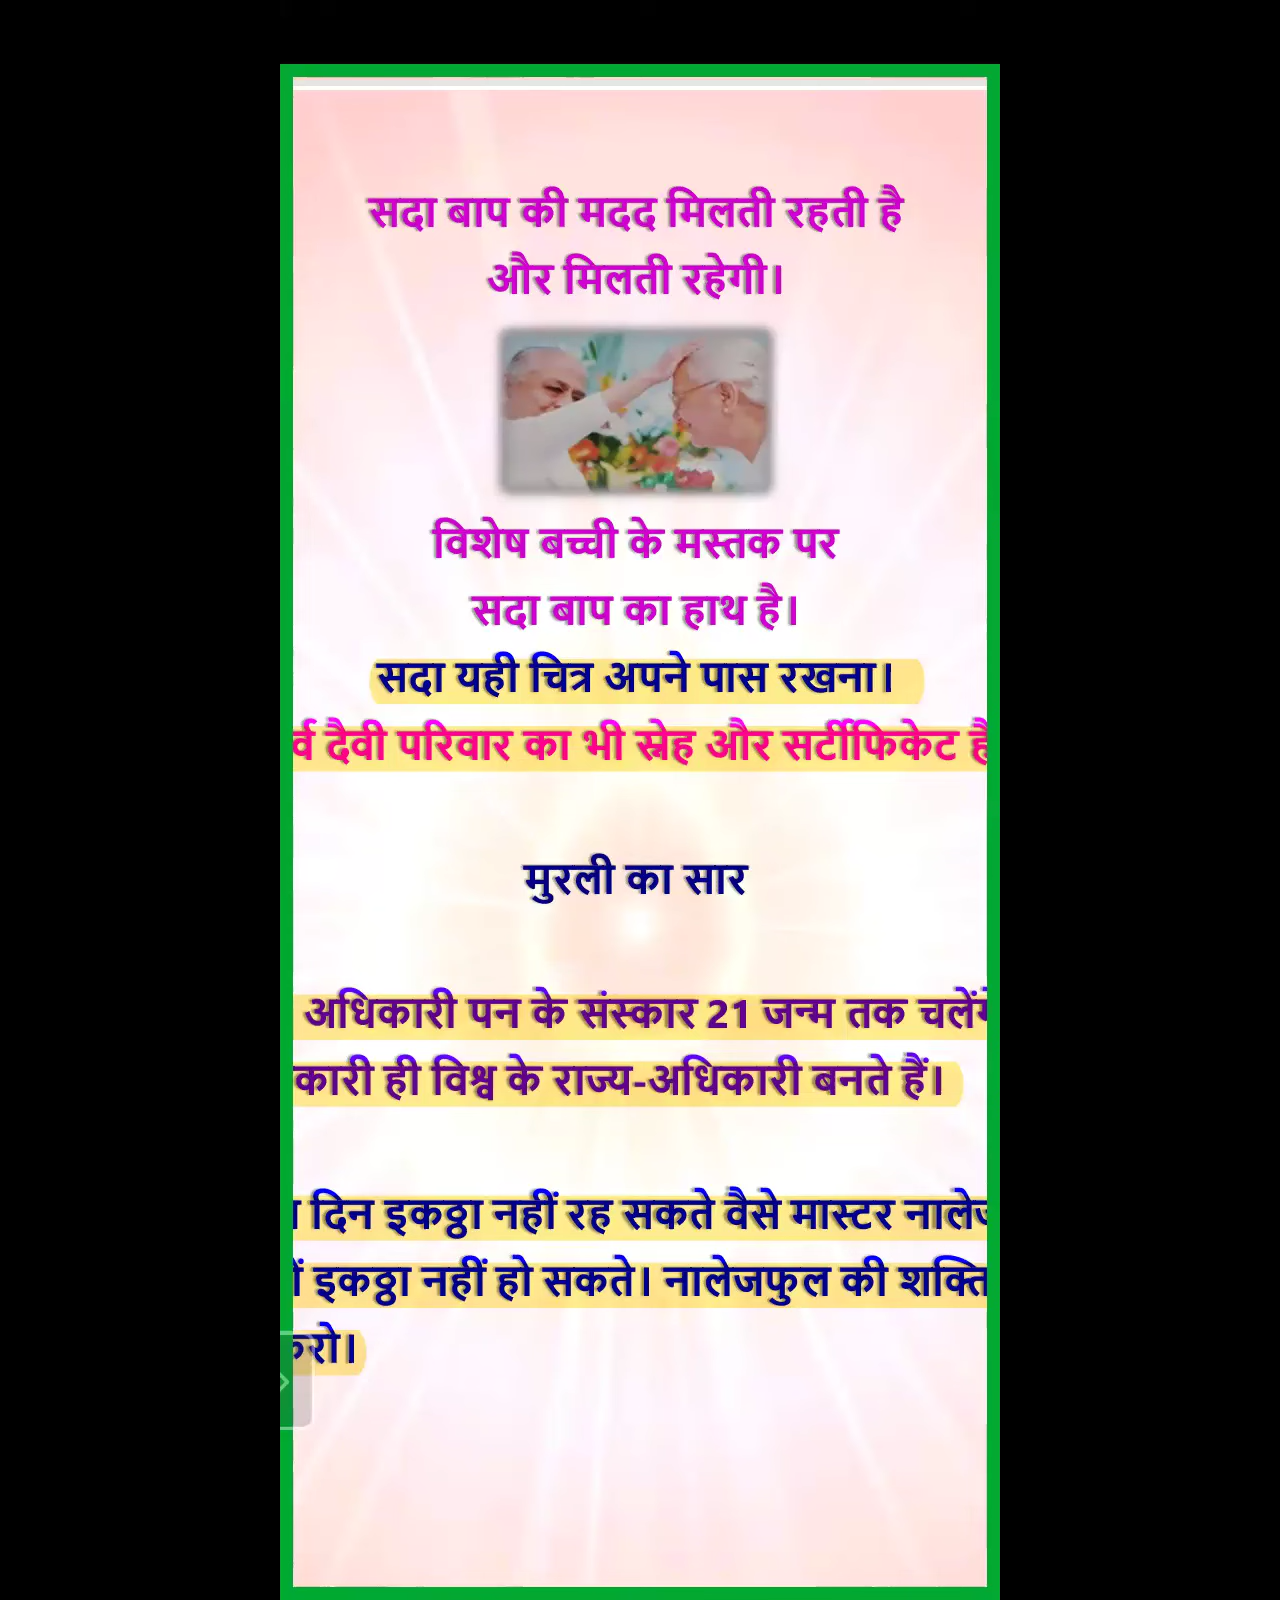 सदा बाप की मदद मिलती रहती है
और मिलती रहेगी।
विशेष बच्ची के मस्तक पर
सदा बाप का हाथ है।
सदा यही चित्र अपने पास रखना।
दैवी परिवार का भी स्नेह और सर्टीफिकेट है
मुरली का सार
अधिकारी पन के संस्कार 21 जन्म तक
ही विश्व के राज्य-अधिकारी बनते हैं।
दिन इकठ्ठा नहीं रह सकते वैसे मास्टर
इकठ्ठा नहीं हो सकते। नालेजफुल की शक्ति